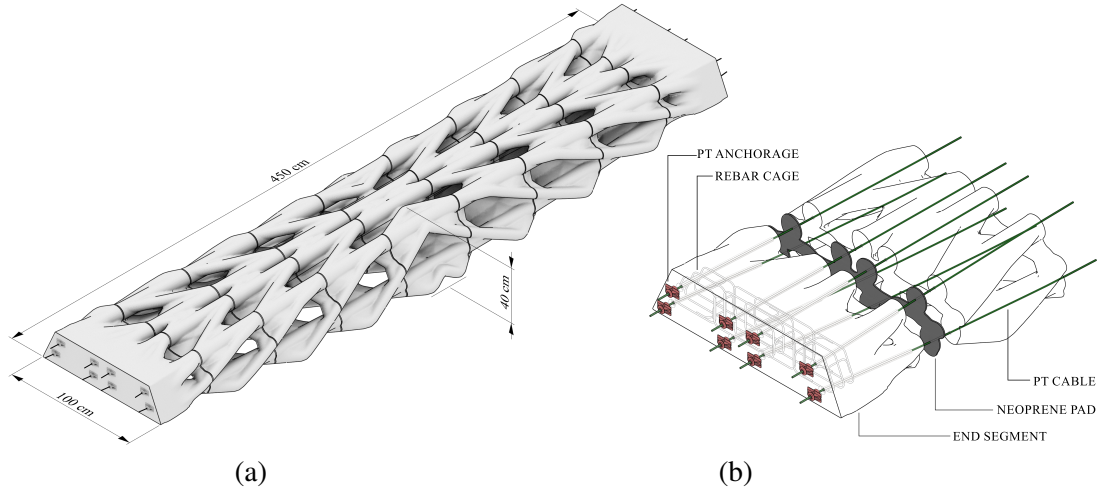 450 cm
40 cm
100 cm
PT ANCHORAGE
REBAR CAGE
PT CABLE
NEOPRENE PAD
END SEGMENT
(a)
(b)